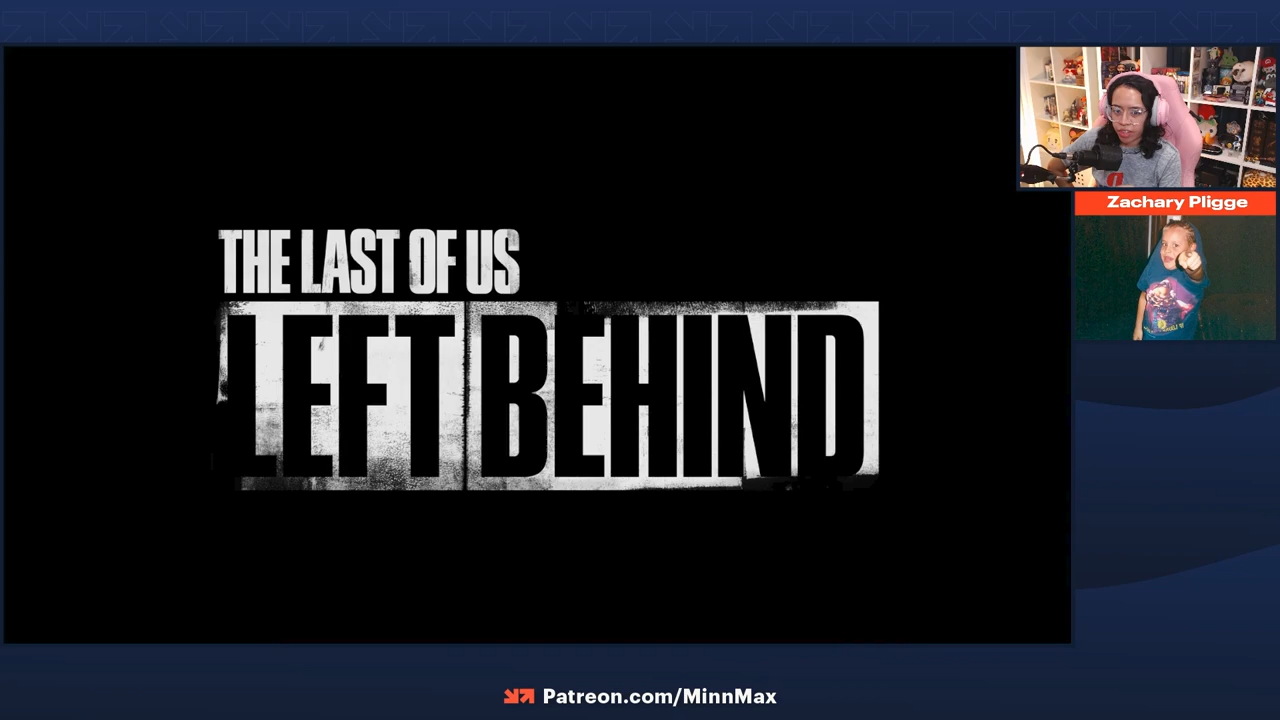 THE LAST OF US
LEFT BEHIND
Zachary Pligge
Patreon.com/MinnMax